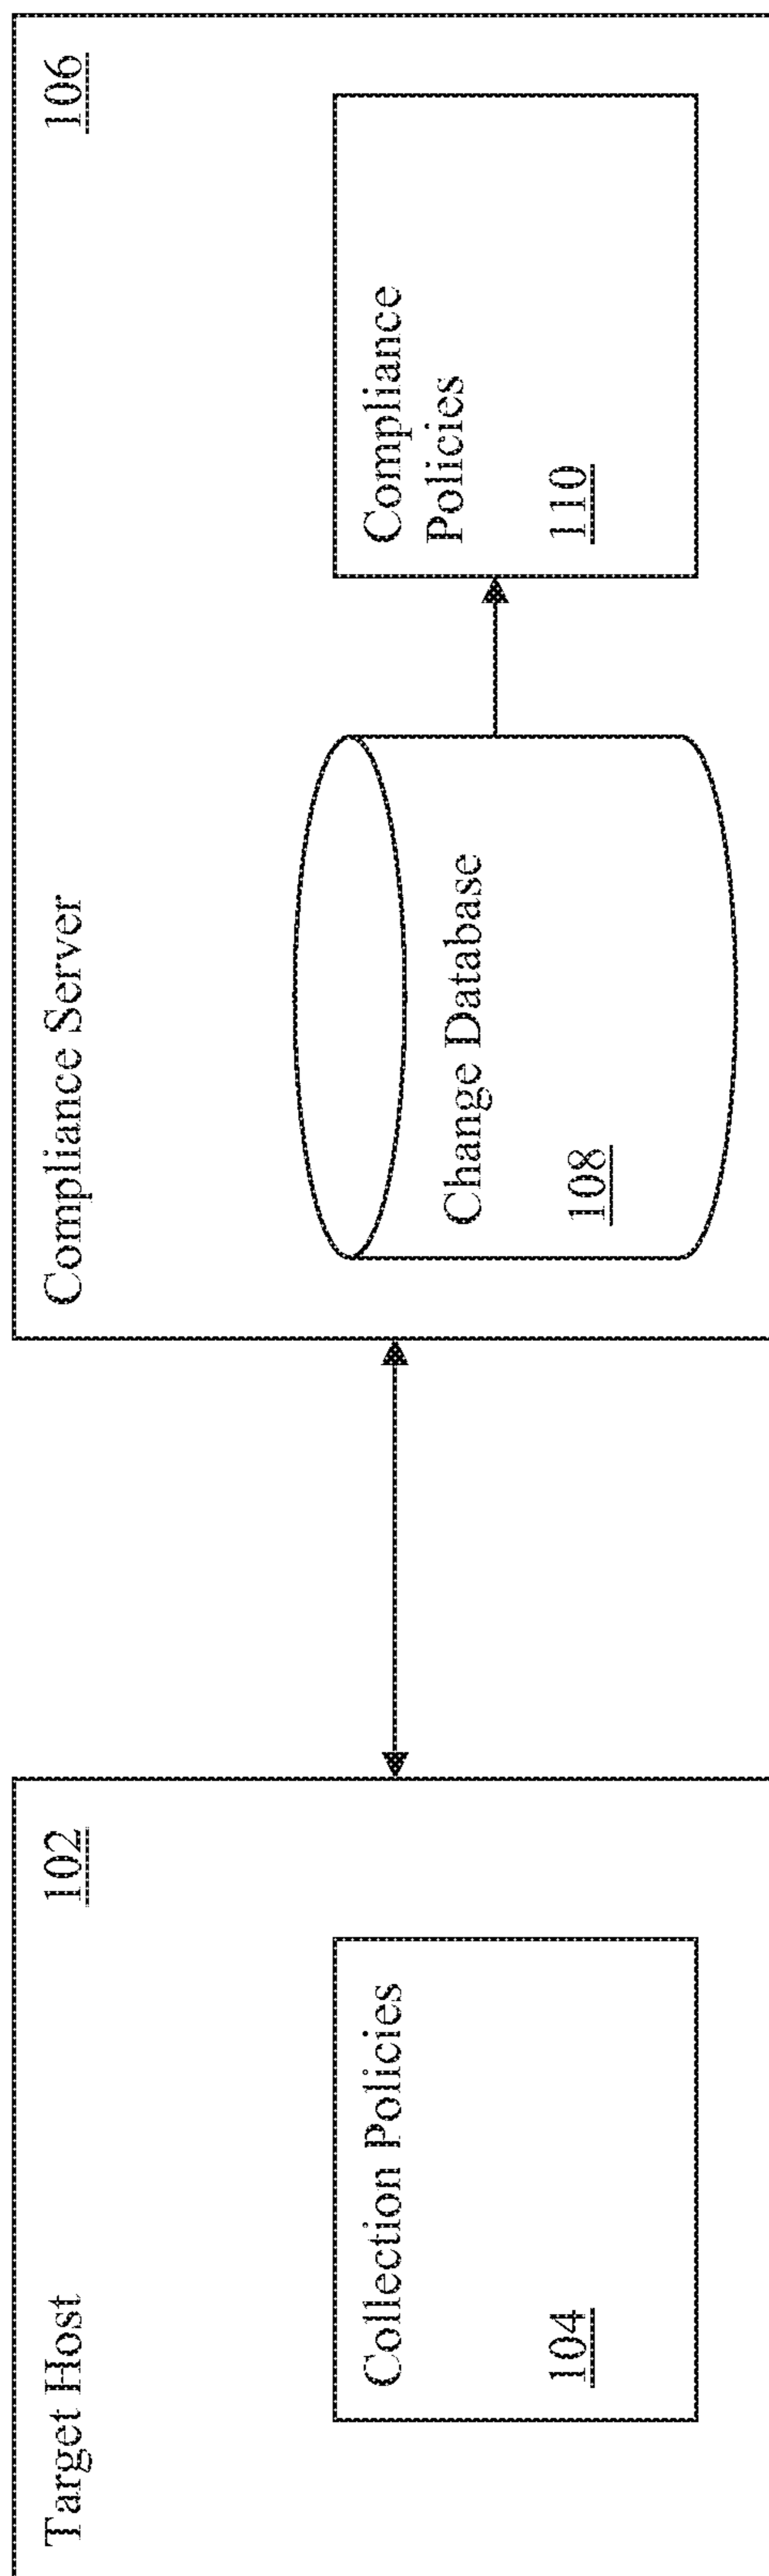 Target Host
102
Collection Policies
104
Compliance Server
106
Change Database
108
Compliance
Policies
110